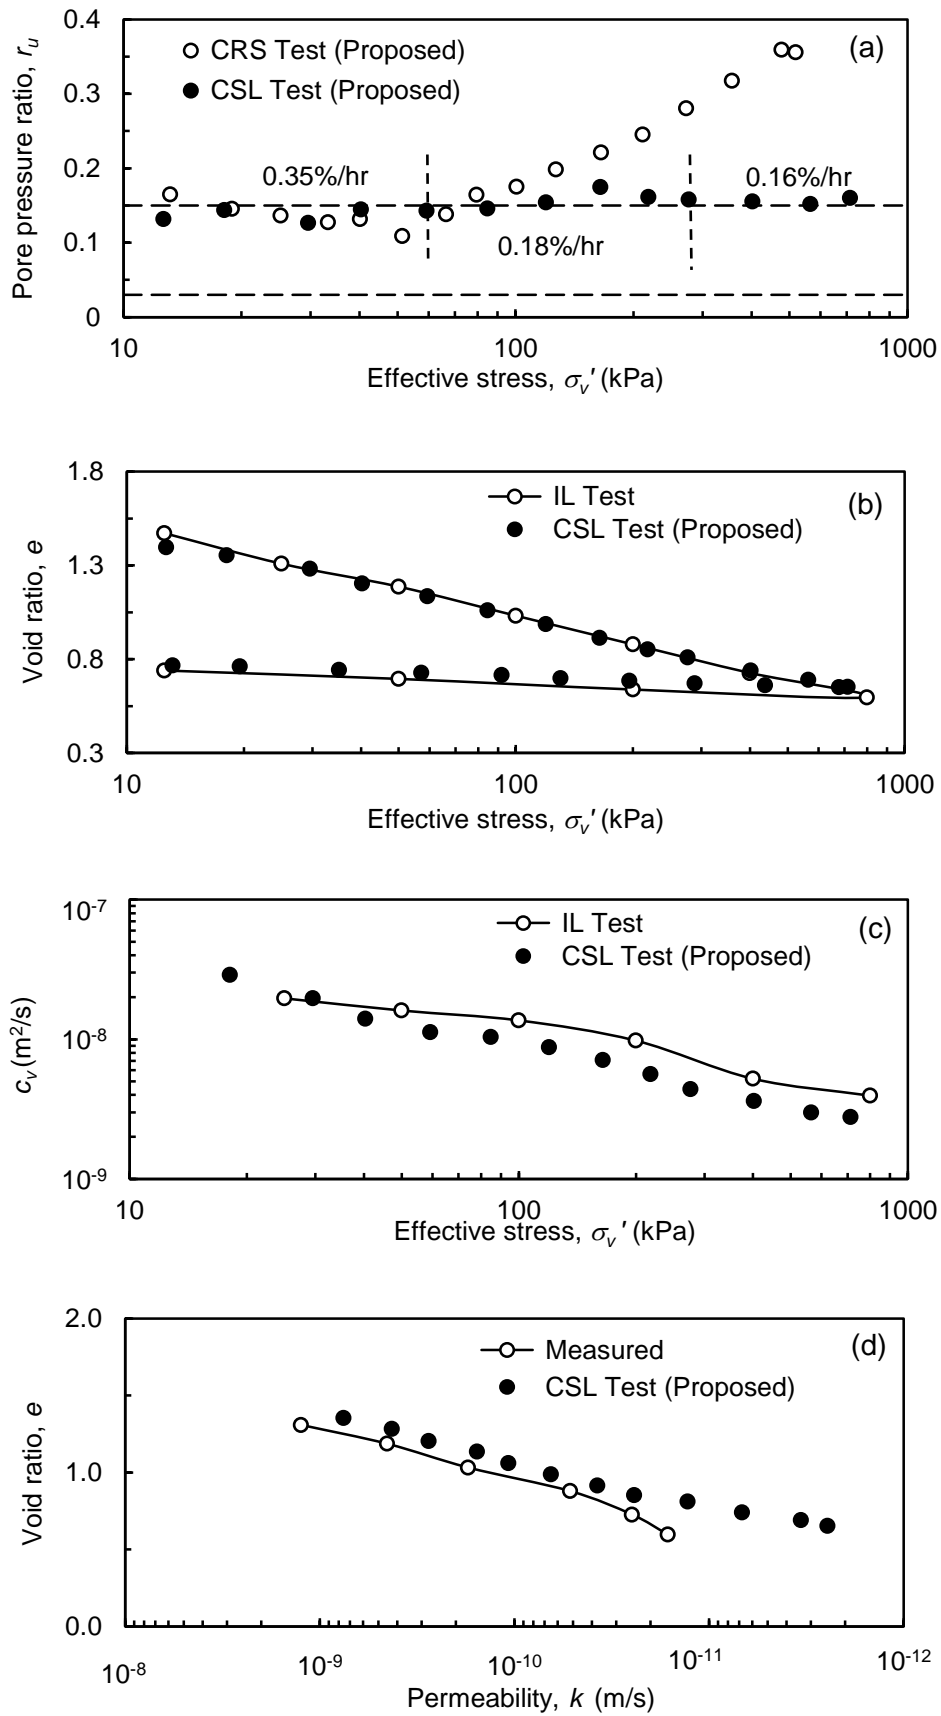 (a)
CRS Test (Proposed)
CSL Test (Proposed)
0.4
0.3
0.2
0.1
0
Pore pressure ratio, rᵤ
0.35%/hr
0.18%/hr
0.16%/hr
10
100
1000
Effective stress, σᵥ′ (kPa)
(b)
IL Test
CSL Test (Proposed)
1.8
1.3
0.8
0.3
Void ratio, e
10
100
1000
Effective stress, σᵥ′ (kPa)
(c)
IL Test
CSL Test (Proposed)
10⁻⁷
10⁻⁸
10⁻⁹
cᵥ (m²/s)
10
100
1000
Effective stress, σᵥ′ (kPa)
(d)
Measured
CSL Test (Proposed)
2.0
1.0
0.0
Void ratio, e
10⁻⁸
10⁻⁹
10⁻¹⁰
10⁻¹¹
10⁻¹²
Permeability, k (m/s)